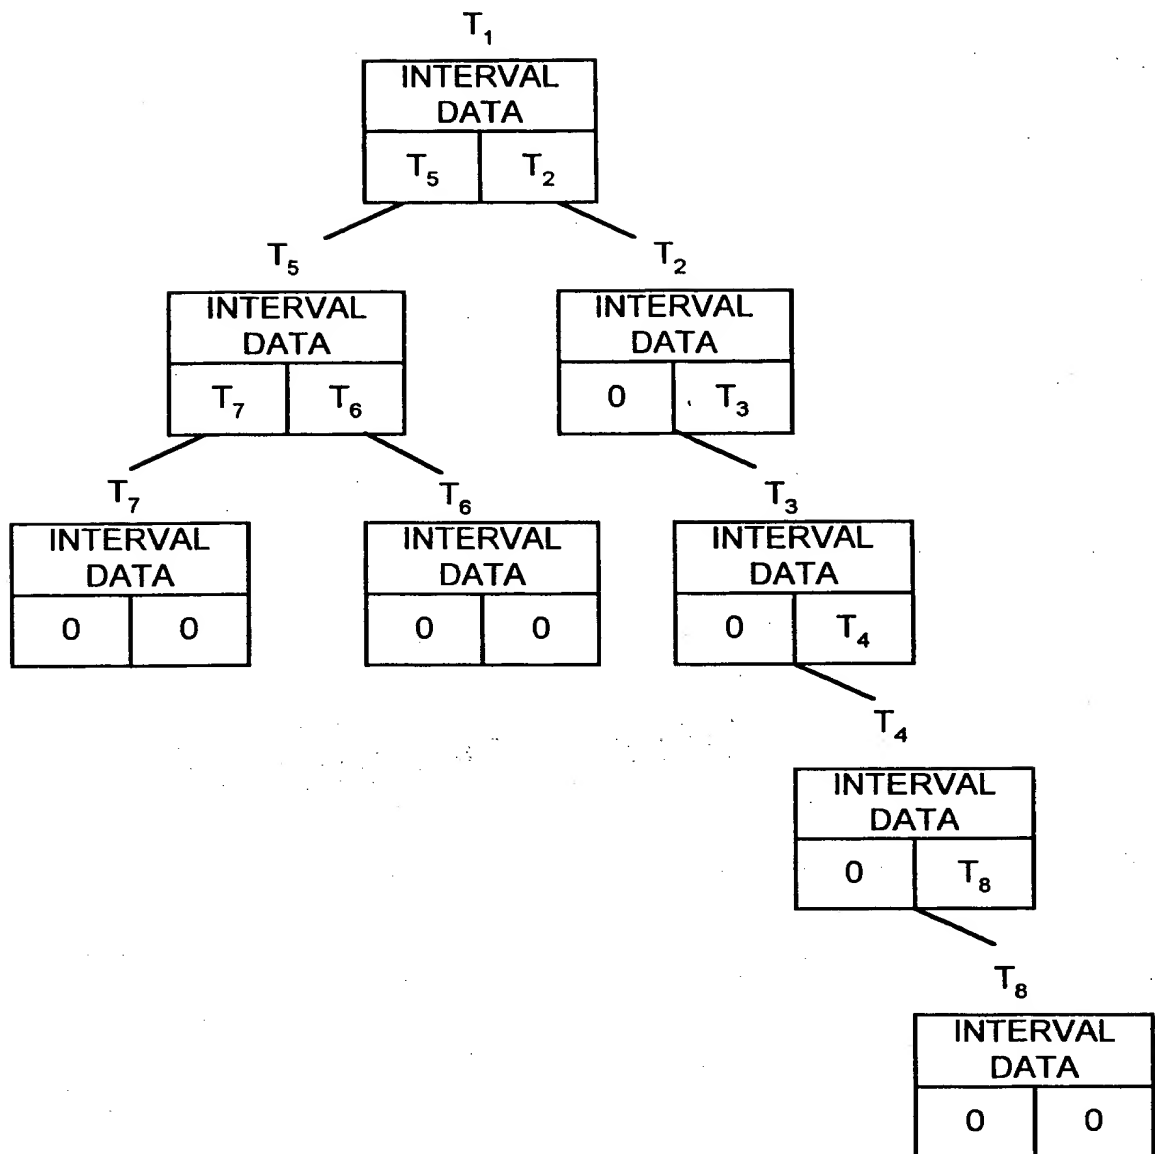 T₁
INTERVAL
DATA
T₅ T₂
T₅ T₂
INTERVAL
DATA
T₇ T₆
INTERVAL
DATA
0 T₃
T₇ T₆ T₃
INTERVAL
DATA
0 0
INTERVAL
DATA
0 0
INTERVAL
DATA
0 T₄
T₄
INTERVAL
DATA
0 T₈
T₈
INTERVAL
DATA
0 0